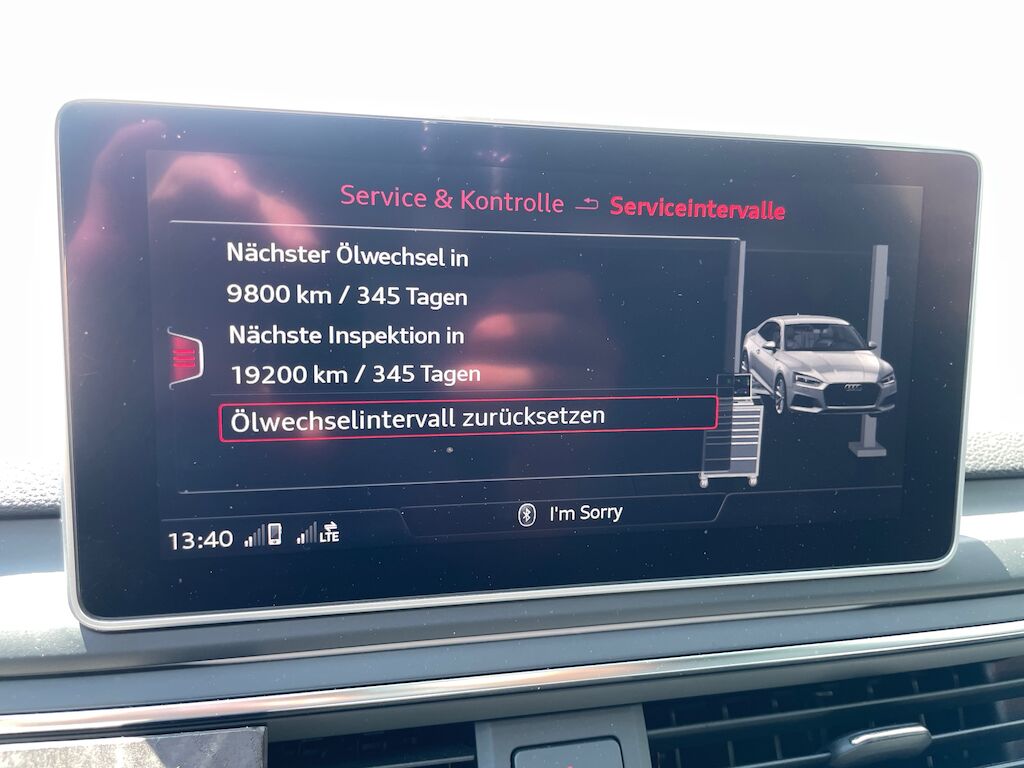 Service & Kontrolle Serviceintervalle
Nächster Ölwechsel in
9800 km / 345 Tagen
Nächste Inspektion in
19200 km / 345 Tagen
Ölwechselintervall zurücksetzen
I'm Sorry
13:40 LTE